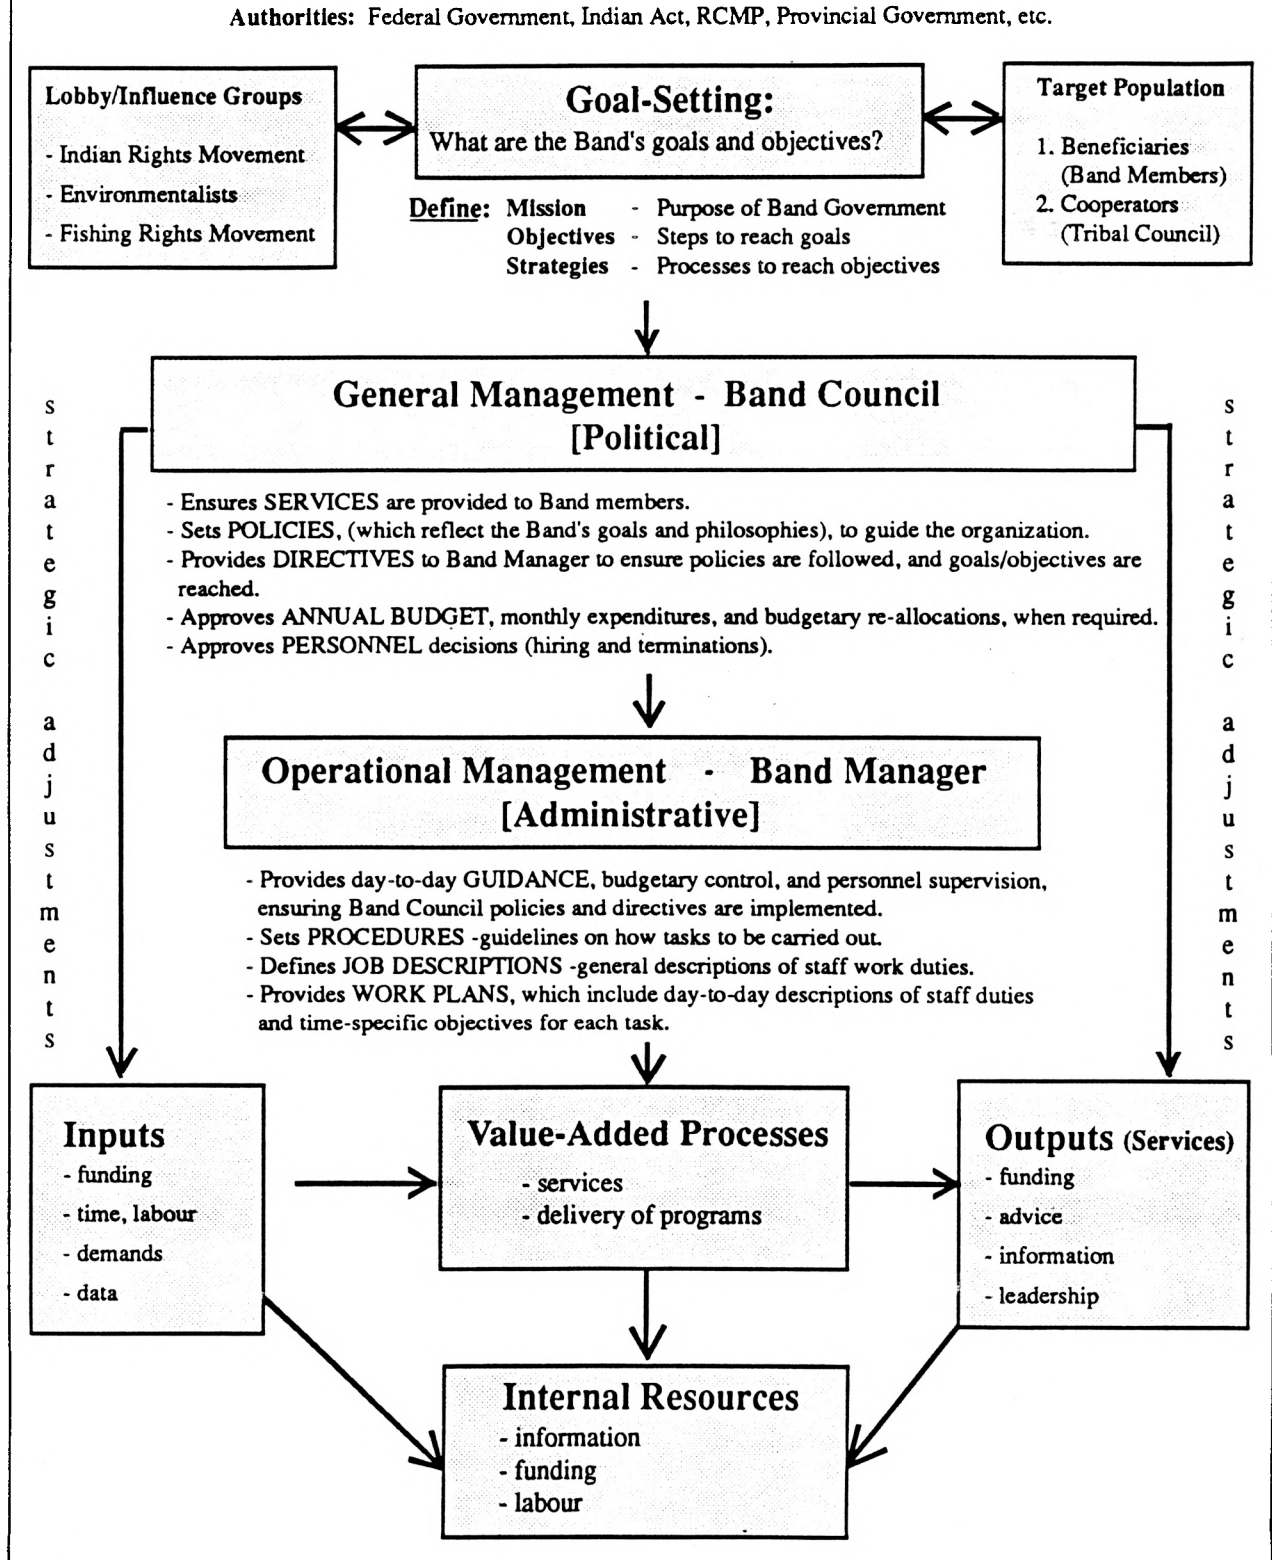 Authorities: Federal Government, Indian Act, RCMP, Provincial Government, etc.
Lobby/Influence Groups
- Indian Rights Movement
- Environmentalists
- Fishing Rights Movement
Goal-Setting:
What are the Band's goals and objectives?
Target Population
1. Beneficiaries
(Band Members)
2. Cooperators
(Tribal Council)
Define: Mission - Purpose of Band Government
Objectives - Steps to reach goals
Strategies - Processes to reach objectives
General Management - Band Council
[Political]
- Ensures SERVICES are provided to Band members.
- Sets POLICIES, (which reflect the Band's goals and philosophies), to guide the organization.
- Provides DIRECTIVES to Band Manager to ensure policies are followed, and goals/objectives are
reached.
- Approves ANNUAL BUDGET, monthly expenditures, and budgetary re-allocations, when required.
- Approves PERSONNEL decisions (hiring and terminations).
strategic adjustments
strategic adjustments
Operational Management - Band Manager
[Administrative]
- Provides day-to-day GUIDANCE, budgetary control, and personnel supervision,
ensuring Band Council policies and directives are implemented.
- Sets PROCEDURES -guidelines on how tasks to be carried out.
- Defines JOB DESCRIPTIONS -general descriptions of staff work duties.
- Provides WORK PLANS, which include day-to-day descriptions of staff duties
and time-specific objectives for each task.
Inputs
- funding
- time, labour
- demands
- data
Value-Added Processes
- services
- delivery of programs
Outputs (Services)
- funding
- advice
- information
- leadership
Internal Resources
- information
- funding
- labour